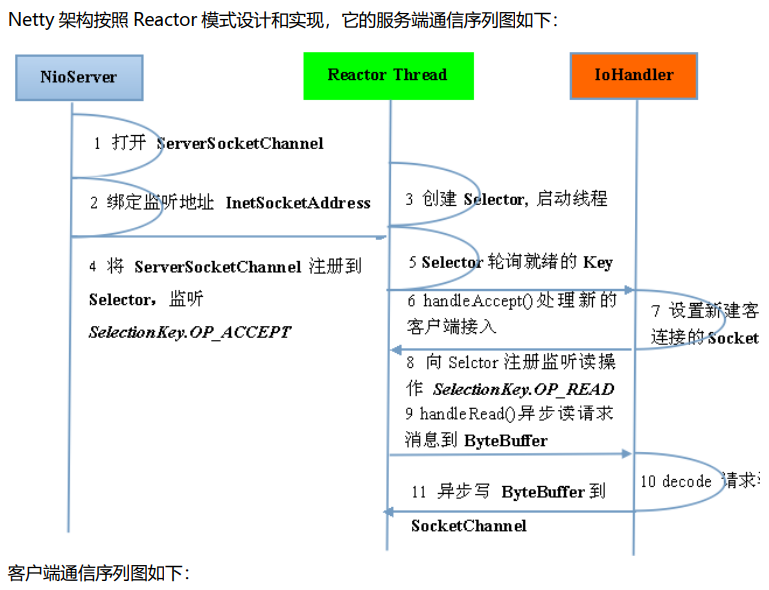 Netty 架构按照 Reactor 模式设计和实现，它的服务端通信序列图如下：
NioServer
Reactor Thread
IoHandler
1 打开 ServerSocketChannel
2 绑定监听地址 InetSocketAddress
3 创建 Selector, 启动线程
4 将 ServerSocketChannel 注册到
Selector，监听
SelectionKey.OP_ACCEPT
5 Selector 轮询就绪的 Key
6 handleAccept()处理新的
客户端接入
7 设置新建客
连接的 Socket
8 向 Selctor 注册监听读操
作 SelectionKey.OP_READ
9 handleRead()异步读请求
消息到 ByteBuffer
10 decode 请求
11 异步写 ByteBuffer 到
SocketChannel
客户端通信序列图如下：